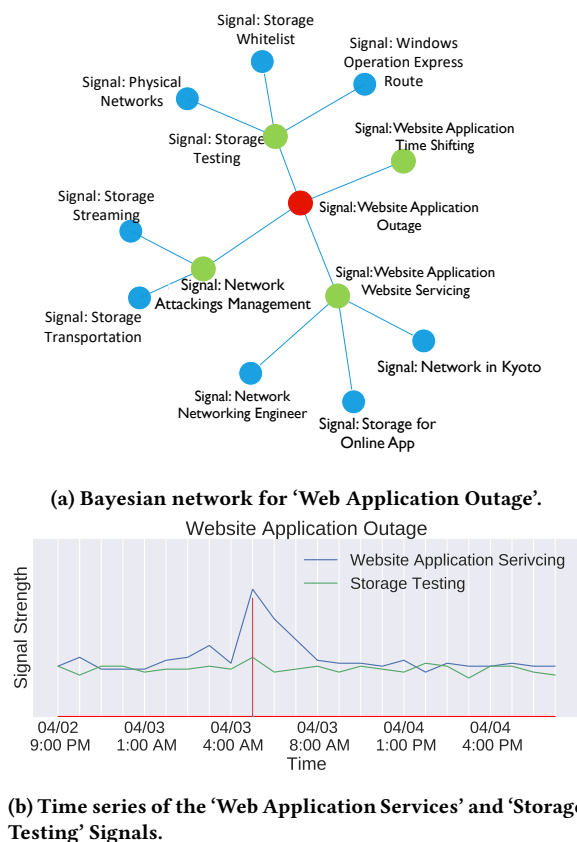 Signal: Storage
Whitelist
Signal: Windows
Operation Express
Route
Signal: Physical
Networks
Signal: Storage
Testing
Signal:Website Application
Time Shifting
Signal: Storage
Streaming
Signal:Website Application
Outage
Signal: Network
Attackings Management
Signal:Website Application
Website Servicing
Signal: Storage
Transportation
Signal: Network in Kyoto
Signal: Network
Networking Engineer
Signal: Storage for
Online App
(a) Bayesian network for ‘Web Application Outage’.
Website Application Outage
Website Application Serivcing
Storage Testing
Signal Strength
04/02 04/03 04/03 04/03 04/04 04/04
9:00 PM 1:00 AM 4:00 AM 8:00 AM 1:00 PM 4:00 PM
Time
(b) Time series of the ‘Web Application Services’ and ‘Storage
Testing’ Signals.